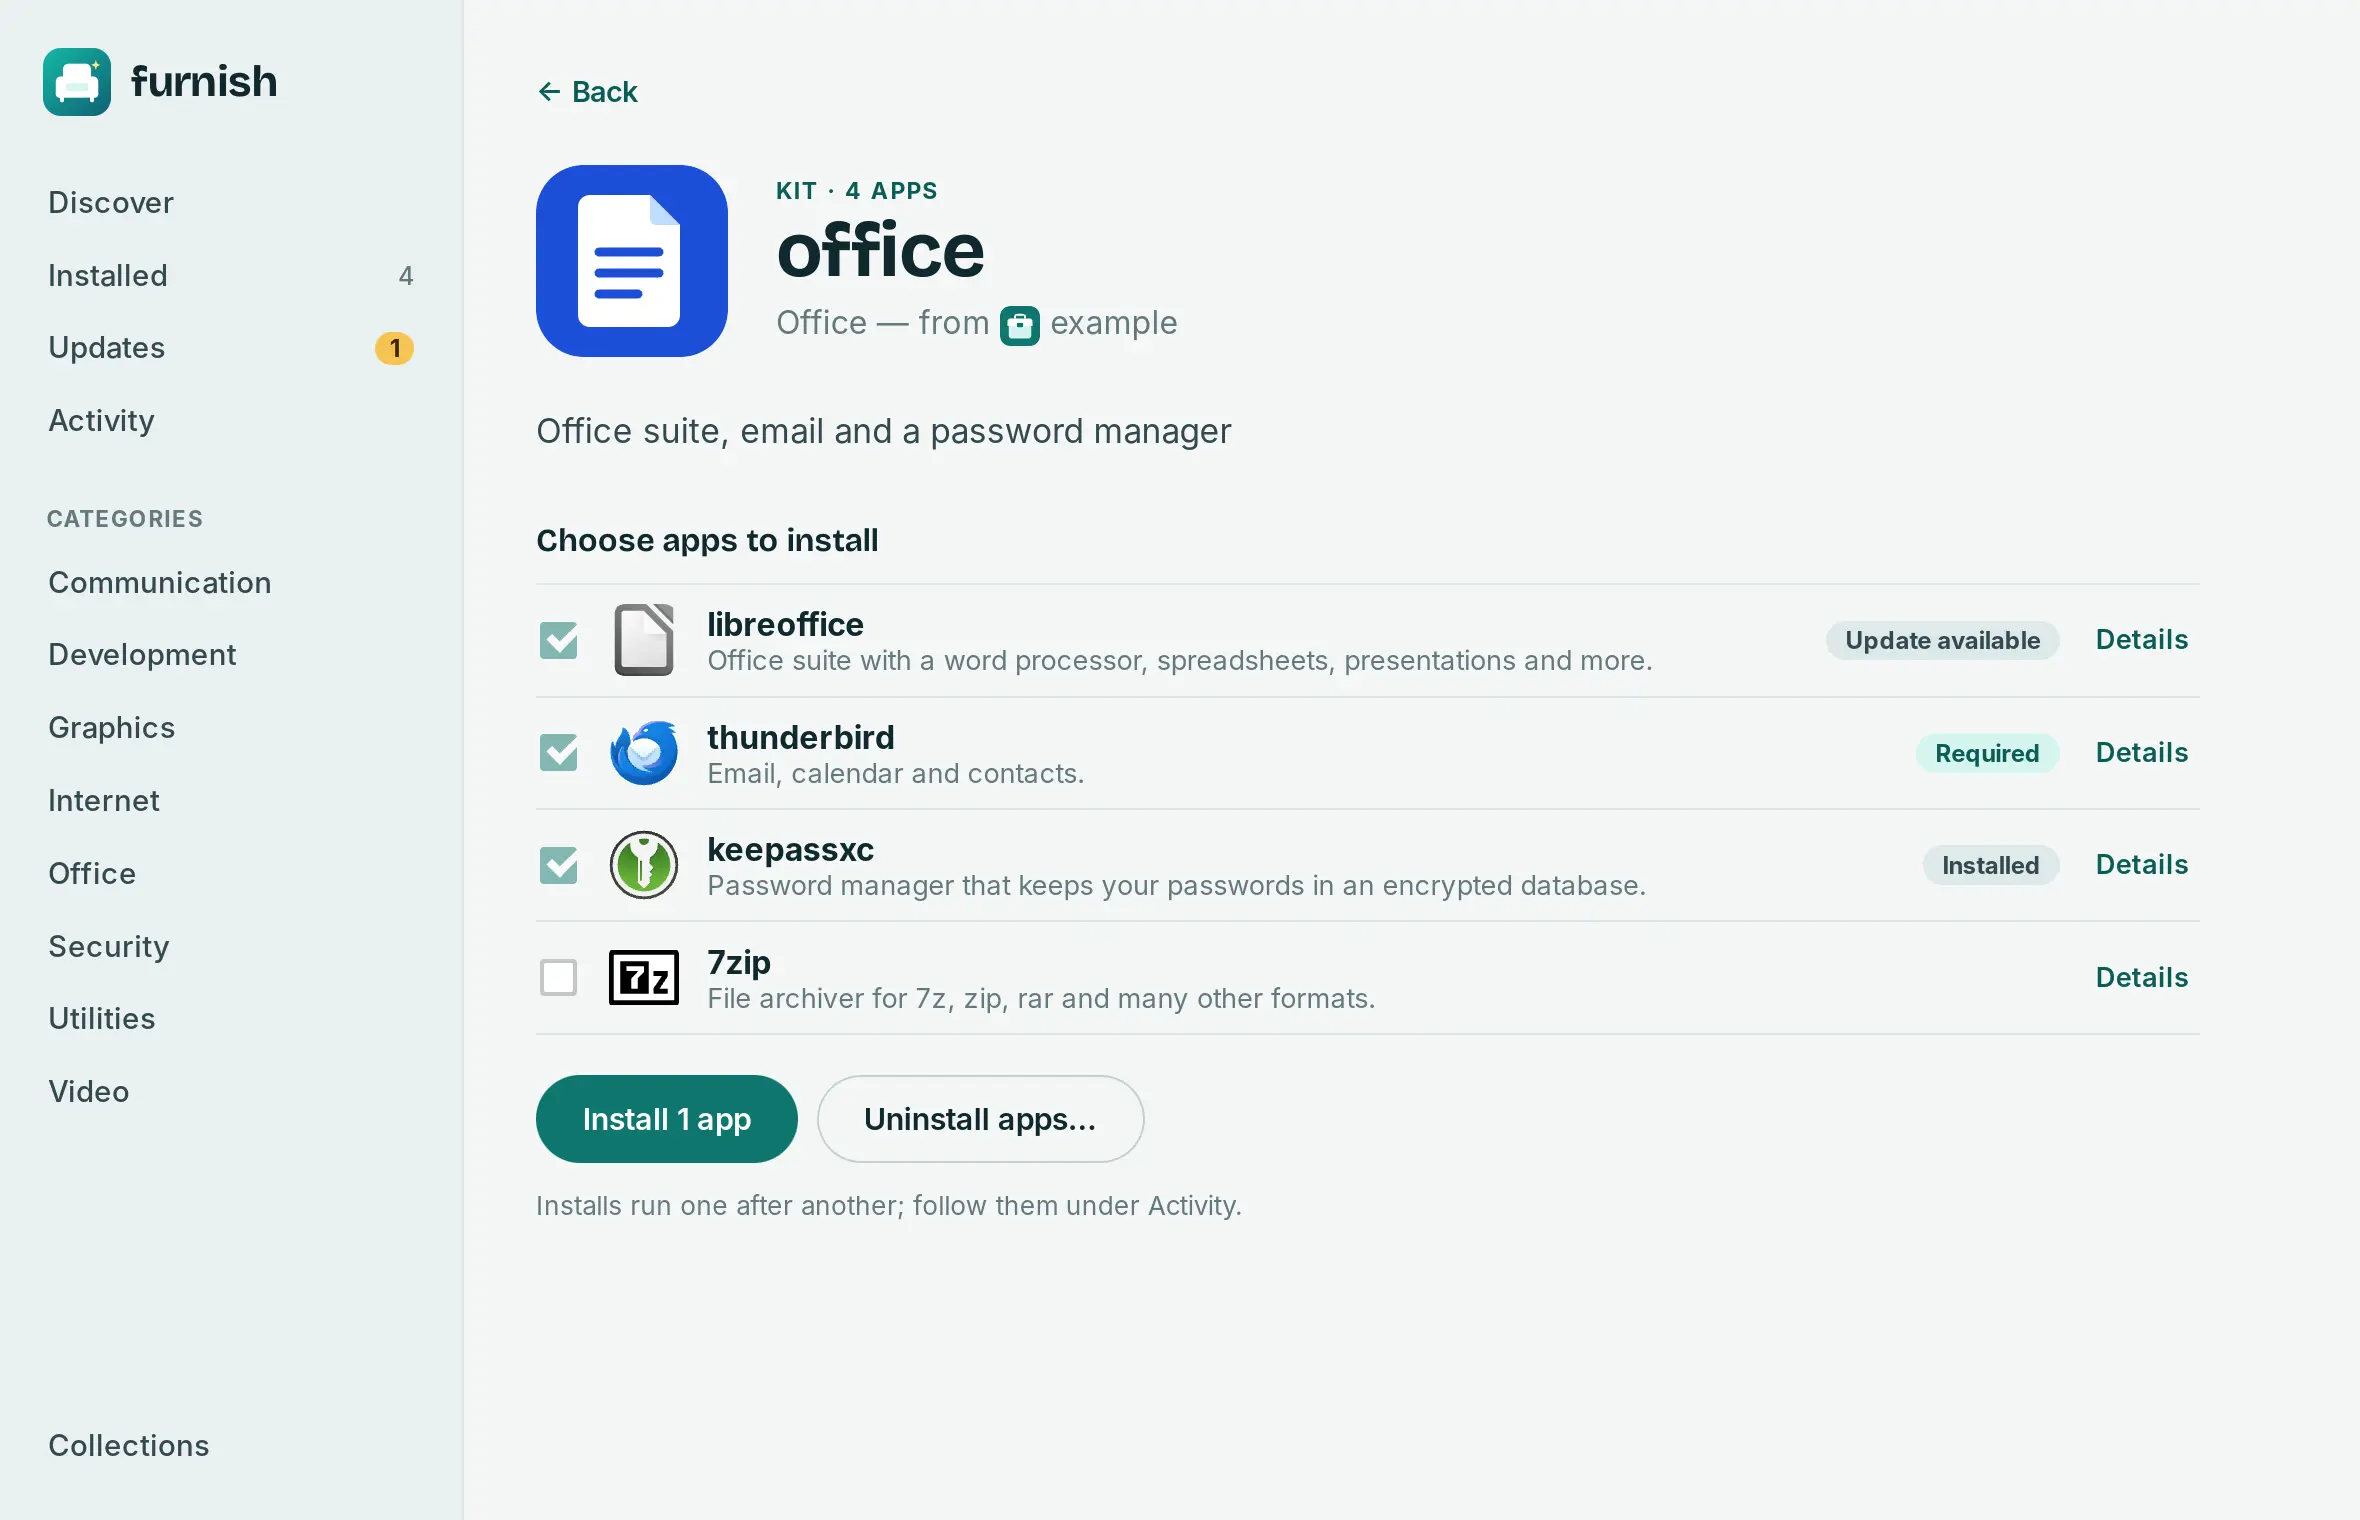 furnish
Discover
Installed 4
Updates 1
Activity
CATEGORIES
Communication
Development
Graphics
Internet
Office
Security
Utilities
Video
Collections
← Back
KIT · 4 APPS
office
Office — from example
Office suite, email and a password manager
Choose apps to install
libreoffice
Office suite with a word processor, spreadsheets, presentations and more.
Update available Details
thunderbird
Email, calendar and contacts.
Required Details
keepassxc
Password manager that keeps your passwords in an encrypted database.
Installed Details
7z
7zip
File archiver for 7z, zip, rar and many other formats.
Details
Install 1 app Uninstall apps...
Installs run one after another; follow them under Activity.